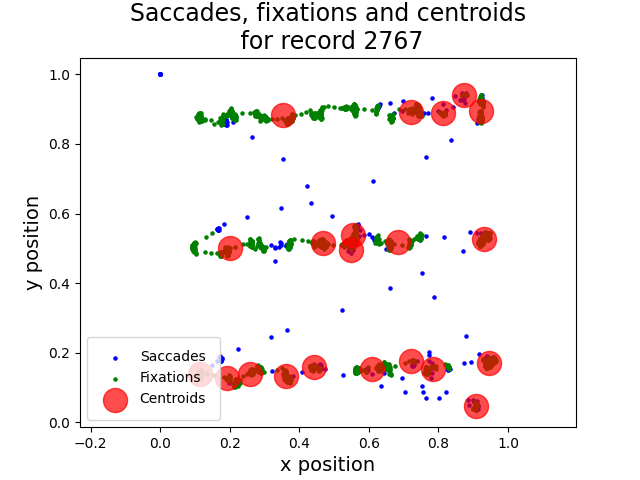 Saccades, fixations and centroids
for record 2767
1.0
0.8
0.6
0.4
0.2
0.0
y position
Saccades
Fixations
Centroids
−0.2
0.0
0.2
0.4
0.6
0.8
1.0
x position